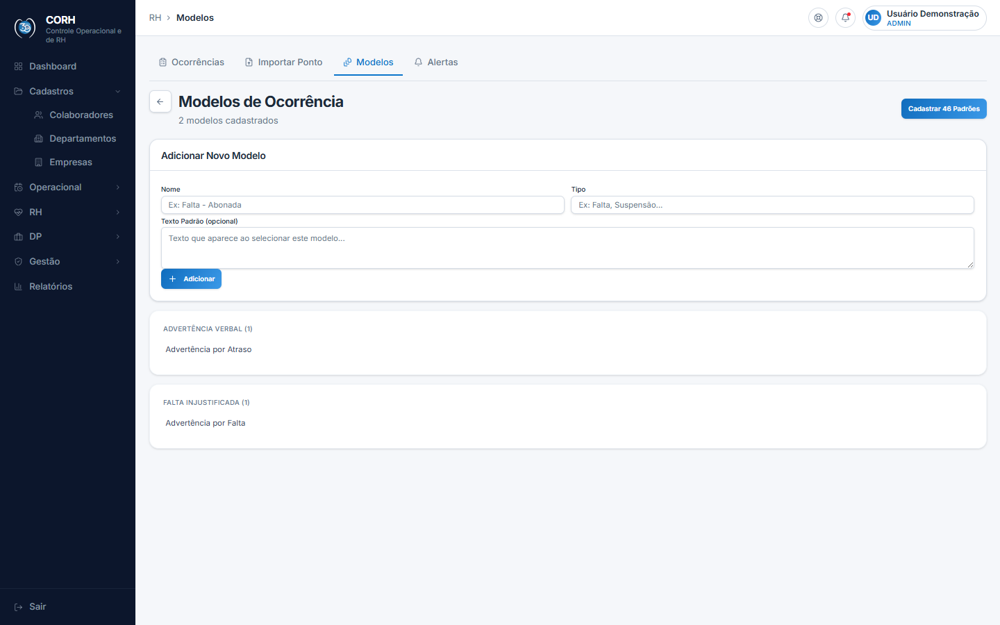 CORH
Controle Operacional e
de RH
Dashboard
Cadastros
Colaboradores
Departamentos
Empresas
Operacional
RH
DP
Gestão
Relatórios
Sair
RH > Modelos
UD
Usuário Demonstração
ADMIN
Ocorrências
Importar Ponto
Modelos
Alertas
Modelos de Ocorrência
2 modelos cadastrados
Cadastrar 46 Padrões
Adicionar Novo Modelo
Nome
Ex: Falta - Abonada
Tipo
Ex: Falta, Suspensão...
Texto Padrão (opcional)
Texto que aparece ao selecionar este modelo...
Adicionar
ADVERTÊNCIA VERBAL (1)
Advertência por Atraso
FALTA INJUSTIFICADA (1)
Advertência por Falta